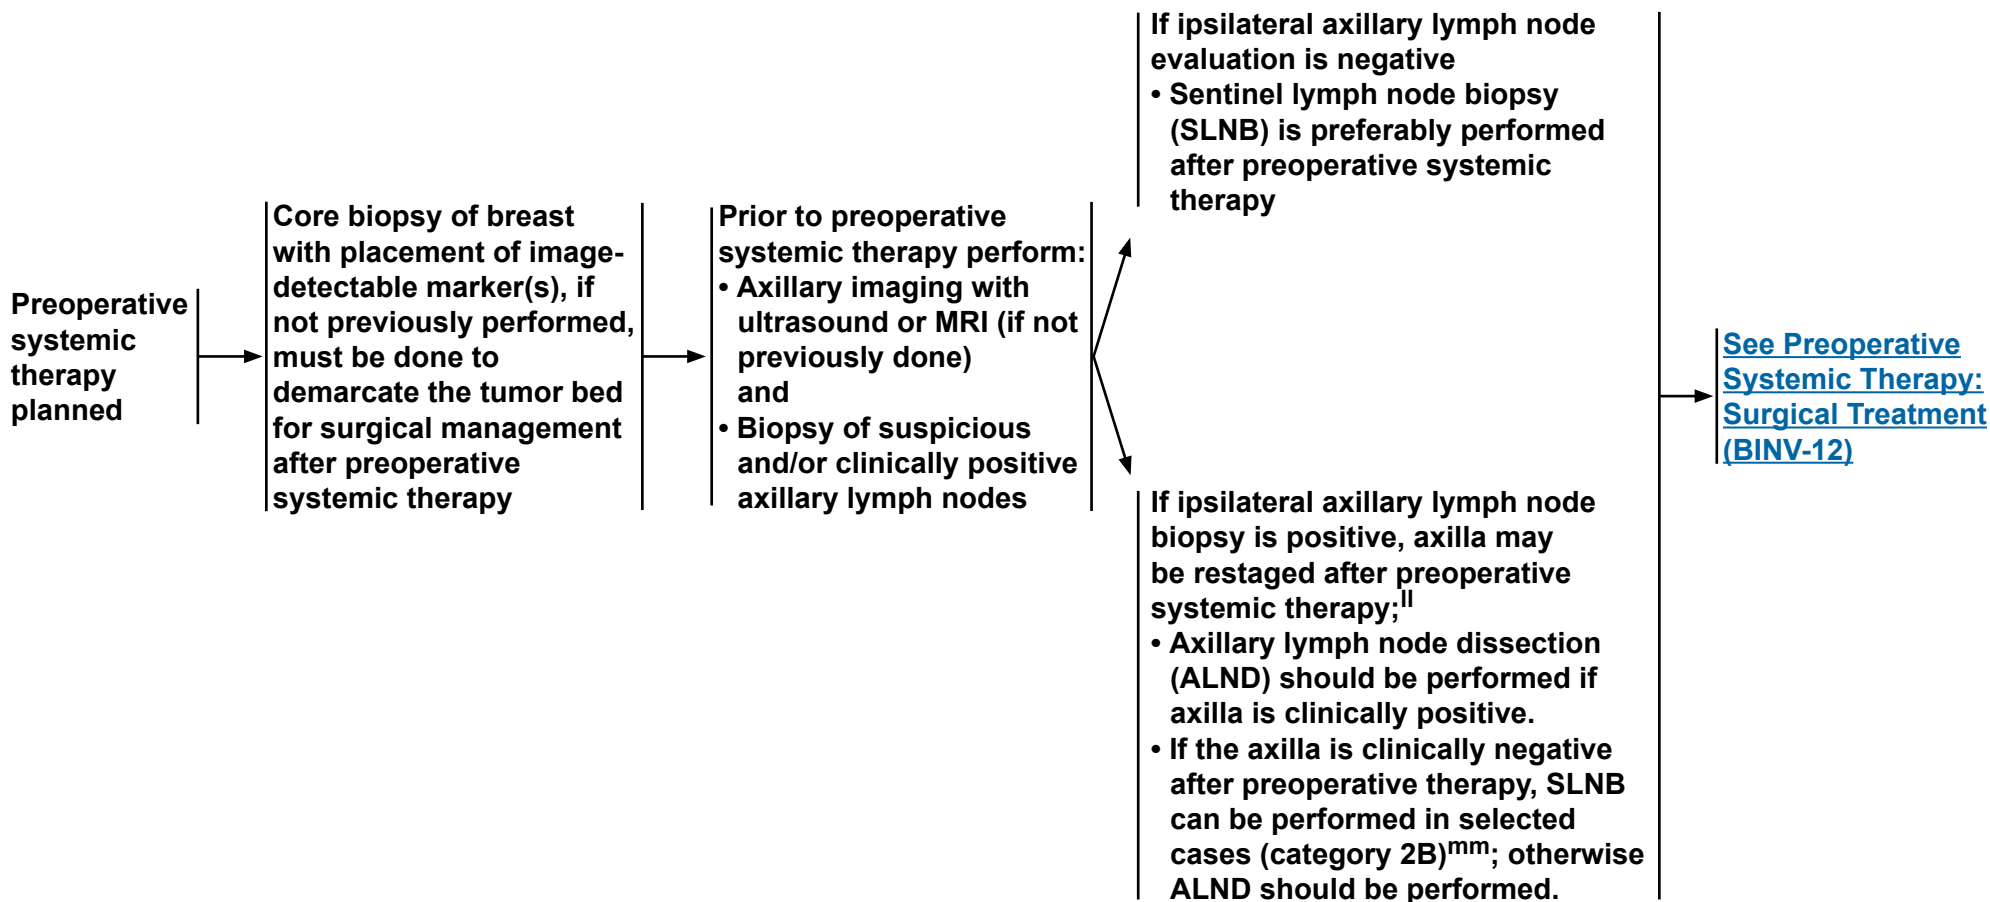 Preoperative
systemic
therapy
planned
Core biopsy of breast
with placement of image-
detectable marker(s), if
not previously performed,
must be done to
demarcate the tumor bed
for surgical management
after preoperative
systemic therapy
Prior to preoperative
systemic therapy perform:
• Axillary imaging with
ultrasound or MRI (if not
previously done)
and
• Biopsy of suspicious
and/or clinically positive
axillary lymph nodes
If ipsilateral axillary lymph node
evaluation is negative
• Sentinel lymph node biopsy
(SLNB) is preferably performed
after preoperative systemic
therapy
If ipsilateral axillary lymph node
biopsy is positive, axilla may
be restaged after preoperative
systemic therapy;ll
• Axillary lymph node dissection
(ALND) should be performed if
axilla is clinically positive.
• If the axilla is clinically negative
after preoperative therapy, SLNB
can be performed in selected
cases (category 2B)mm; otherwise
ALND should be performed.
See Preoperative
Systemic Therapy:
Surgical Treatment
(BINV-12)